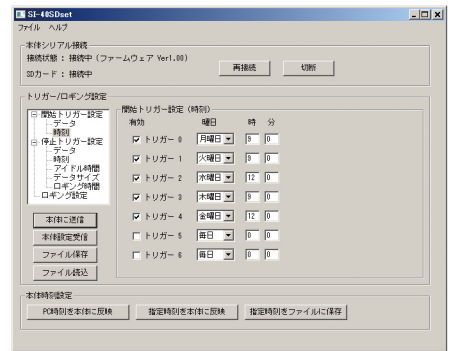 SI-40SDset
ファイル ヘルプ
本体シリアル接続
接続状態 : 接続中 (ファームウェア Ver1.00)
SDカード : 接続中
再接続
切断
トリガー/ロギング設定
開始トリガー設定
データ
時刻
停止トリガー設定
データ
時刻
アイドル時間
データサイズ
ロギング時間
ロギング設定
本体に送信
本体設定受信
ファイル保存
ファイル読込
開始トリガー設定 (時刻)
有効 曜日 時 分
トリガー 0 月曜日 9 0
トリガー 1 火曜日 9 0
トリガー 2 水曜日 12 0
トリガー 3 木曜日 9 0
トリガー 4 金曜日 12 0
トリガー 5 毎日 0 0
トリガー 6 毎日 0 0
本体時刻設定
PC時刻を本体に反映
指定時刻を本体に反映
指定時刻をファイルに保存